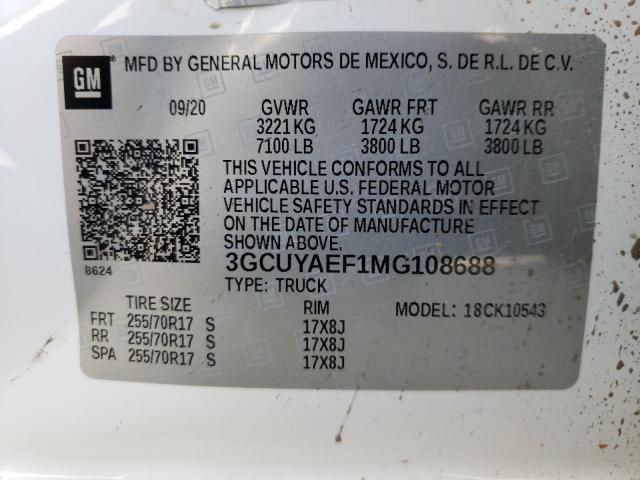 GM MFD BY GENERAL MOTORS DE MEXICO, S. DE R.L. DE C.V.
09/20 GVWR GAWR FRT GAWR RR
3221 KG 1724 KG 1724 KG
7100 LB 3800 LB 3800 LB
THIS VEHICLE CONFORMS TO ALL
APPLICABLE U.S. FEDERAL MOTOR
VEHICLE SAFETY STANDARDS IN EFFECT
ON THE DATE OF MANUFACTURE
SHOWN ABOVE.
8624 3GCUYAEF1MG108688
TYPE: TRUCK
TIRE SIZE RIM MODEL: 18CK10543
FRT 255/70R17 S 17X8J
RR 255/70R17 S 17X8J
SPA 255/70R17 S 17X8J